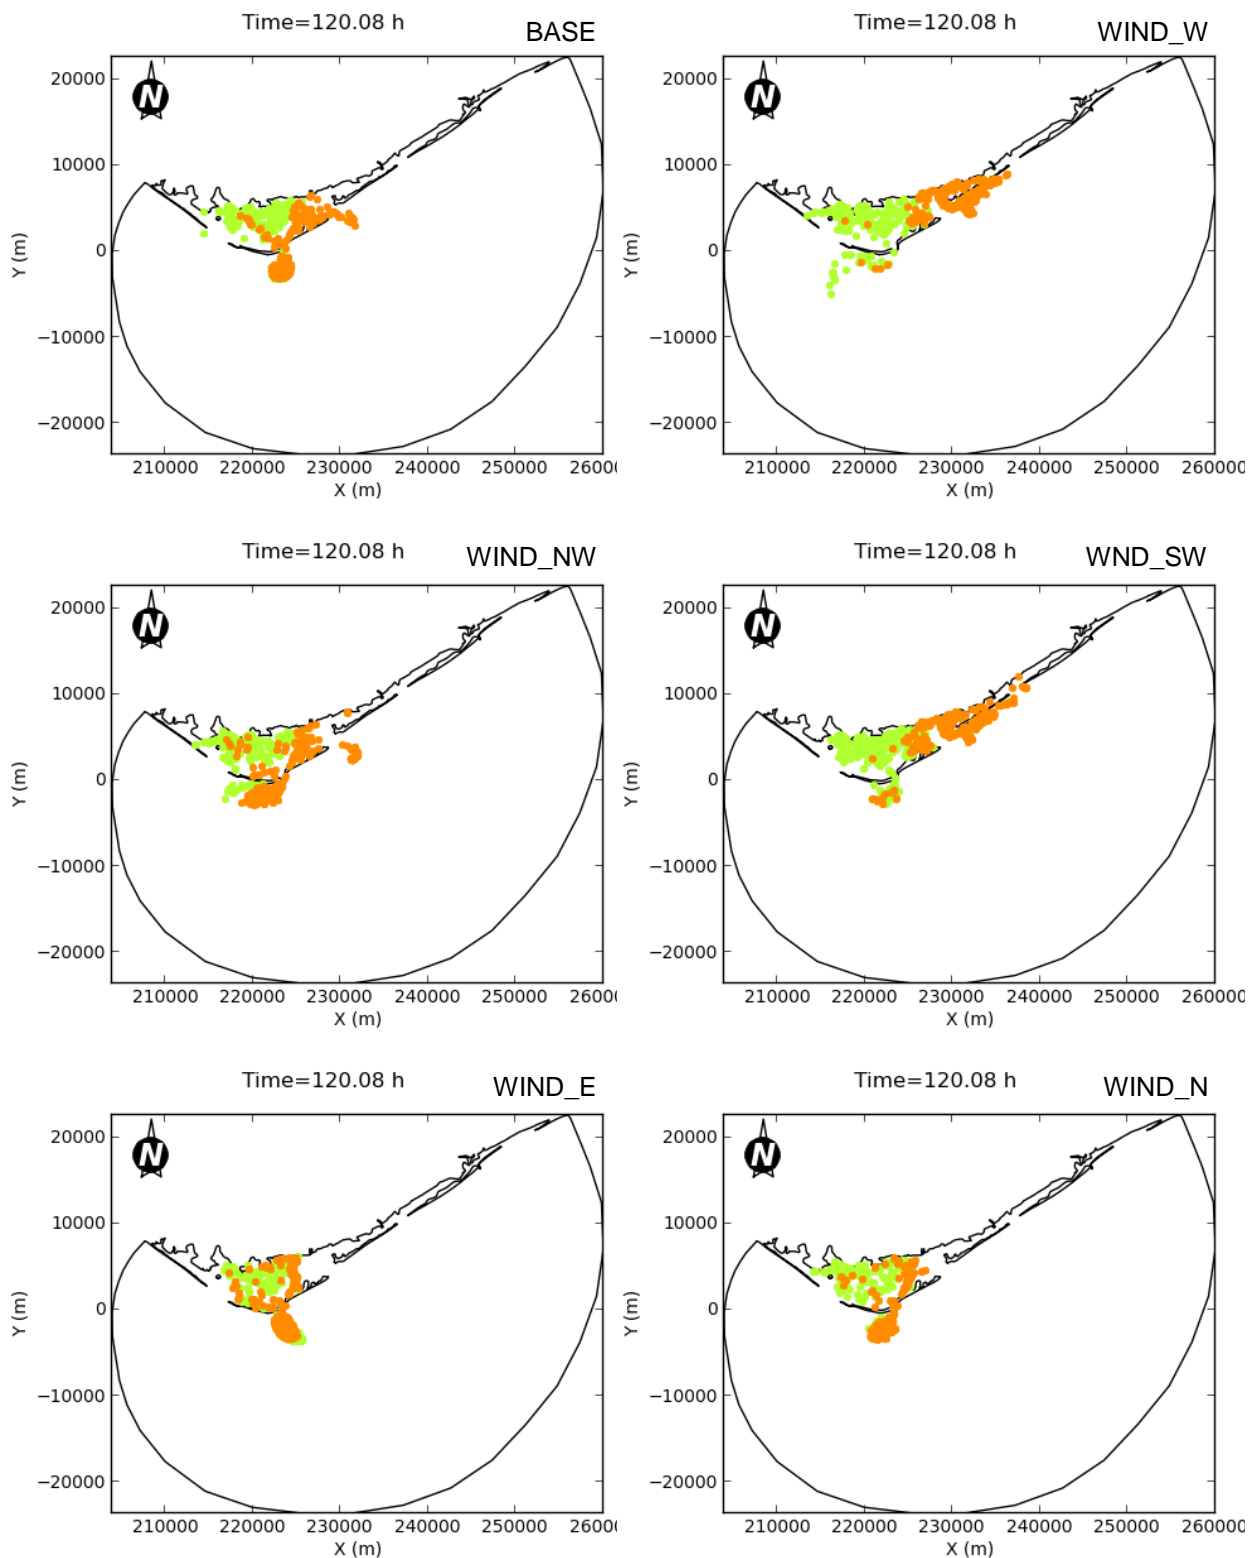 Time=120.08 h BASE
N
20000
10000
0
−10000
−20000
Y (m)
210000 220000 230000 240000 250000 26000
X (m)
Time=120.08 h WIND_W
N
20000
10000
0
−10000
−20000
Y (m)
210000 220000 230000 240000 250000 260000
X (m)
Time=120.08 h WIND_NW
N
20000
10000
0
−10000
−20000
Y (m)
210000 220000 230000 240000 250000 26000
X (m)
Time=120.08 h WND_SW
N
20000
10000
0
−10000
−20000
Y (m)
210000 220000 230000 240000 250000 260000
X (m)
Time=120.08 h WIND_E
N
20000
10000
0
−10000
−20000
Y (m)
210000 220000 230000 240000 250000 26000
X (m)
Time=120.08 h WIND_N
N
20000
10000
0
−10000
−20000
Y (m)
210000 220000 230000 240000 250000 260000
X (m)